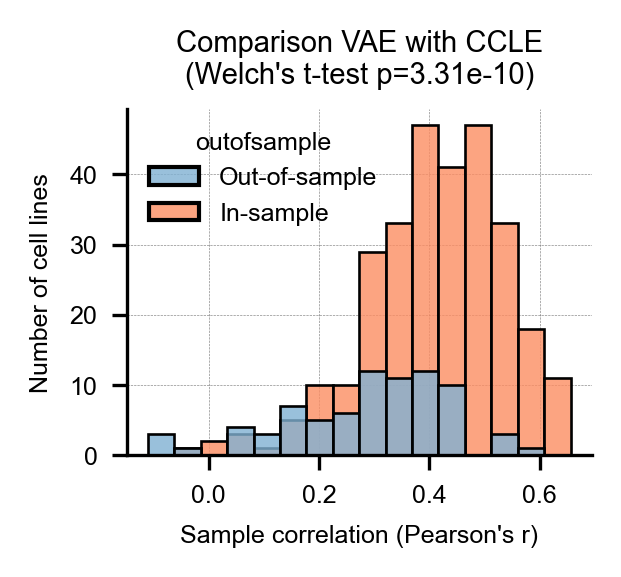 Comparison VAE with CCLE
(Welch's t-test p=3.31e-10)
outofsample
Out-of-sample
In-sample
Number of cell lines
40
30
20
10
0
0.0 0.2 0.4 0.6
Sample correlation (Pearson's r)